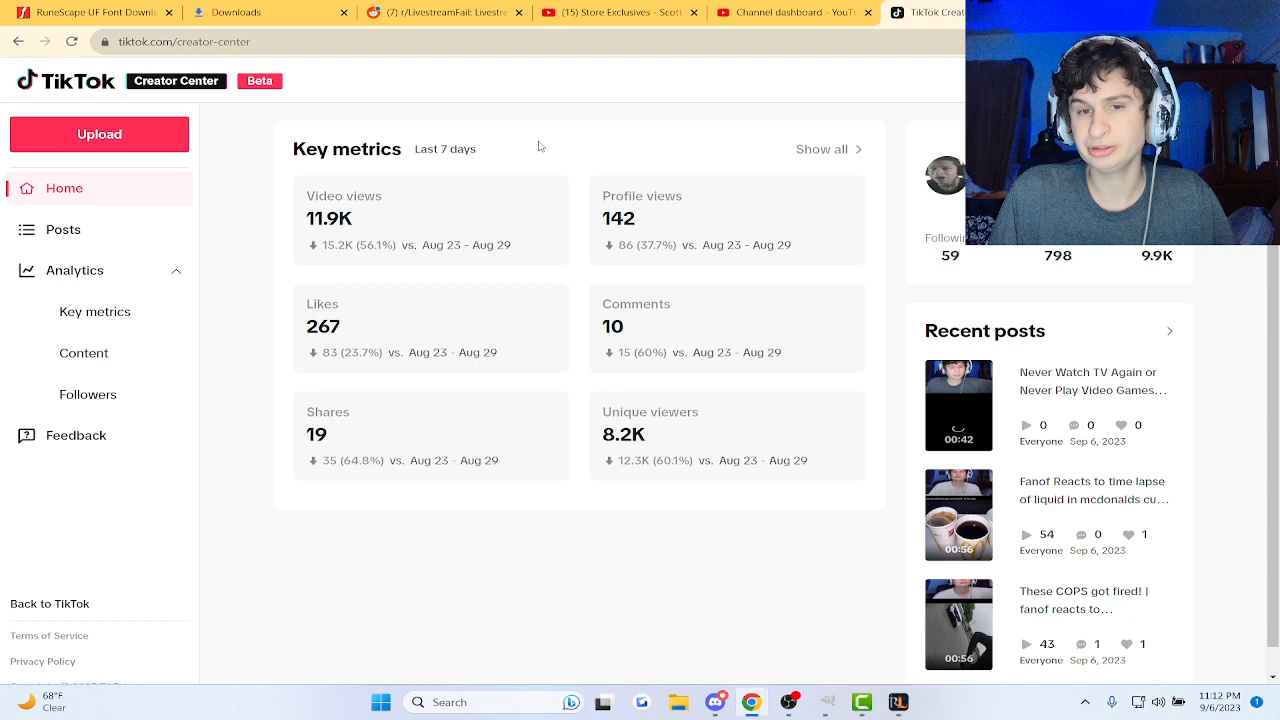 RuneScape UF Font Downlo
Downloads
(7) r/Livestream - Livestre
(15) Store Exclusives - Scott
Channel dashboard - YouTu
TikTok Crea
tiktok.com/creator-center
TikTok Creator Center Beta
Upload
Home
Posts
Analytics
Key metrics
Content
Followers
Feedback
Back to TikTok
Terms of Service
Privacy Policy
Key metrics Last 7 days Show all
Video views
11.9K
15.2K (56.1%) vs. Aug 23 - Aug 29
Profile views
142
86 (37.7%) vs. Aug 23 - Aug 29
Likes
267
83 (23.7%) vs. Aug 23 - Aug 29
Comments
10
15 (60%) vs. Aug 23 - Aug 29
Shares
19
35 (64.8%) vs. Aug 23 - Aug 29
Unique viewers
8.2K
12.3K (60.1%) vs. Aug 23 - Aug 29
Followin
59 798 9.9K
Recent posts
Never Watch TV Again or
Never Play Video Games...
0 0 0
Everyone Sep 6, 2023
00:42
Fanof Reacts to time lapse
of liquid in mcdonalds cu...
54 0 1
Everyone Sep 6, 2023
00:56
These COPS got fired! |
fanof reacts to...
43 1 1
Everyone Sep 6, 2023
00:56
68°F
Clear
Search
11:12 PM
9/6/2023
1